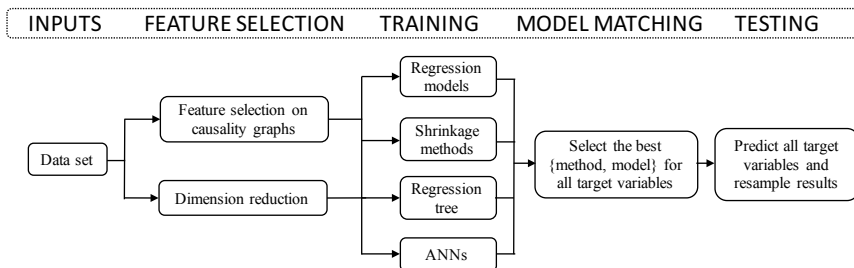 INPUTS FEATURE SELECTION TRAINING MODEL MATCHING TESTING
Data set
Feature selection on
causality graphs
Dimension reduction
Regression
models
Shrinkage
methods
Regression
tree
ANNs
Select the best
{method, model} for
all target variables
Predict all target
variables and
resample results